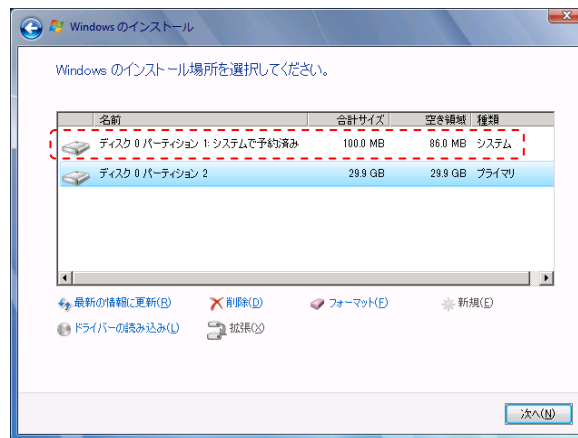 Windows のインストール
Windows のインストール場所を選択してください。
名前 合計サイズ 空き領域 種類
ディスク 0 パーティション 1: システムで予約済み 100.0 MB 86.0 MB システム
ディスク 0 パーティション 2 29.9 GB 29.9 GB プライマリ
最新の情報に更新(R) 削除(D) フォーマット(F) 新規(E)
ドライバーの読み込み(L) 拡張(X)
次へ(N)